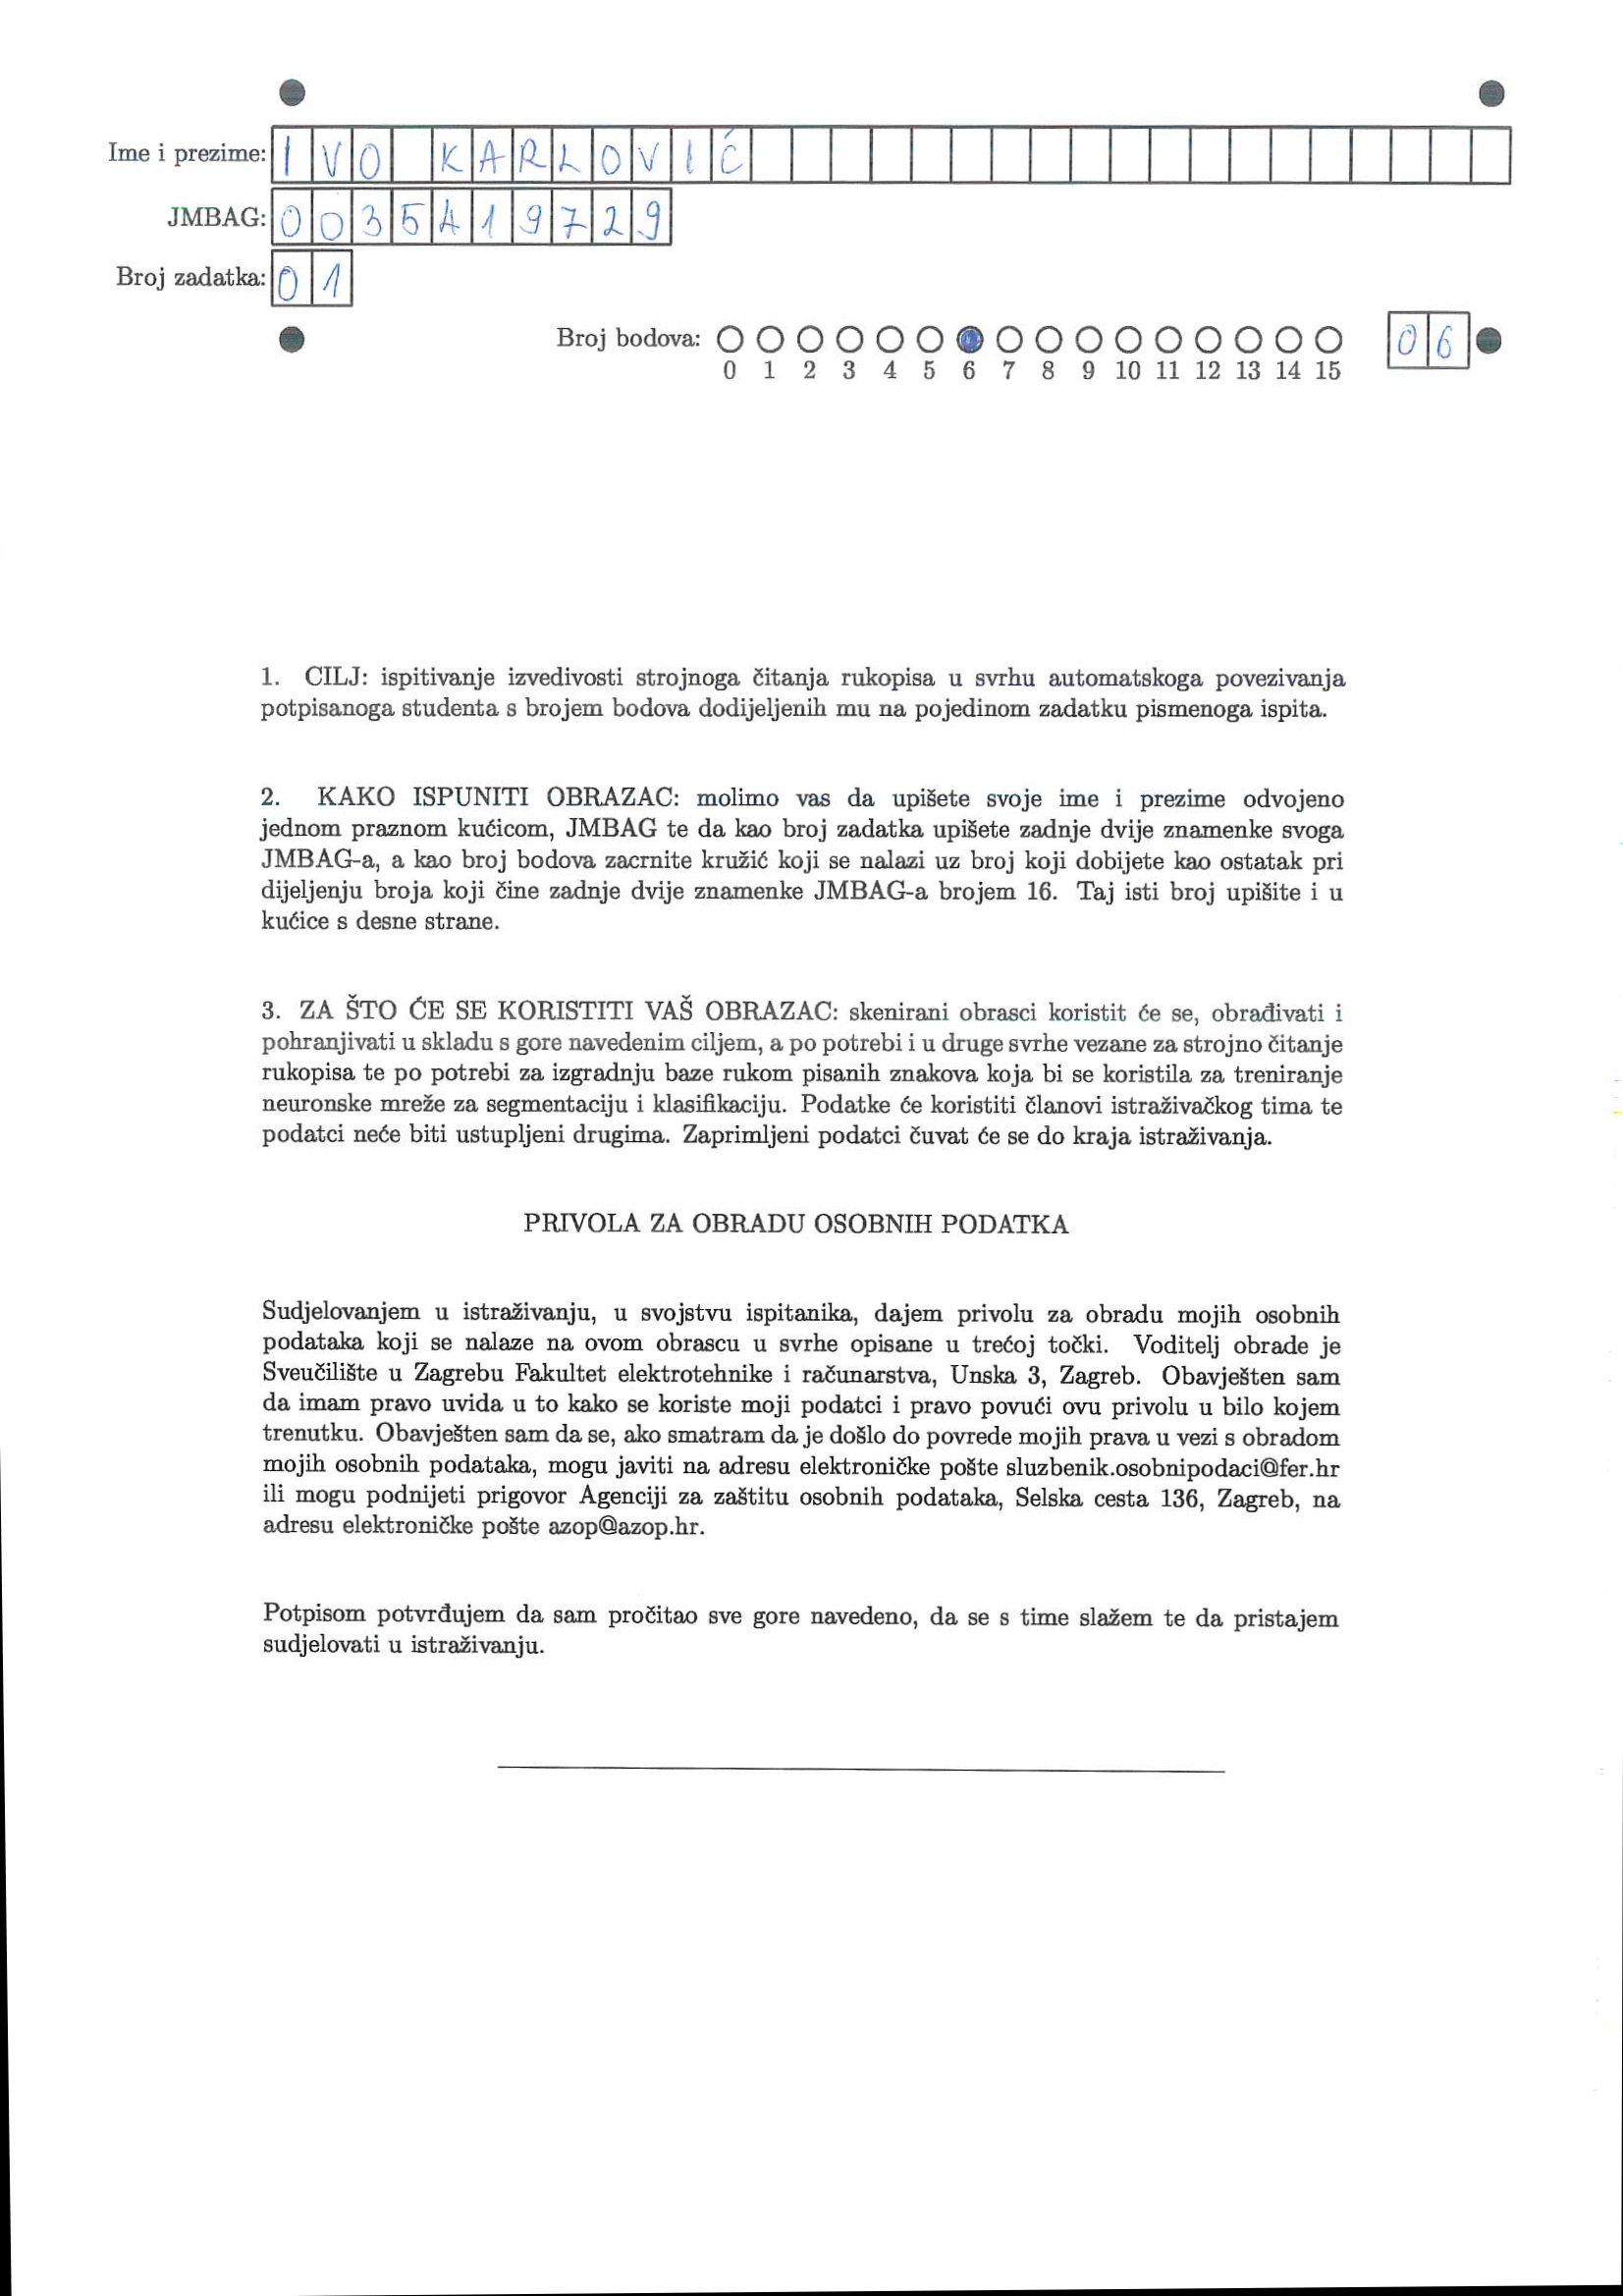 Ime i prezime: IVO KARLOVIĆ
JMBAG: 0035419729
Broj zadatka: 01
Broj bodova: 06
0 1 2 3 4 5 6 7 8 9 10 11 12 13 14 15
1. CILJ: ispitivanje izvedivosti strojnoga čitanja rukopisa u svrhu automatskoga povezivanja
potpisanoga studenta s brojem bodova dodijeljenih mu na pojedinom zadatku pismenoga ispita.
2. KAKO ISPUNITI OBRAZAC: molimo vas da upišete svoje ime i prezime odvojeno
jednom praznom kućicom, JMBAG te da kao broj zadatka upišete zadnje dvije znamenke svoga
JMBAG-a, a kao broj bodova zacrnite kružić koji se nalazi uz broj koji dobijete kao ostatak pri
dijeljenju broja koji čine zadnje dvije znamenke JMBAG-a brojem 16. Taj isti broj upišite i u
kućice s desne strane.
3. ZA ŠTO ĆE SE KORISTITI VAŠ OBRAZAC: skenirani obrasci koristit će se, obrađivati i
pohranjivati u skladu s gore navedenim ciljem, a po potrebi i u druge svrhe vezane za strojno čitanje
rukopisa te po potrebi za izgradnju baze rukom pisanih znakova koja bi se koristila za treniranje
neuronske mreže za segmentaciju i klasifikaciju. Podatke će koristiti članovi istraživačkog tima te
podatci neće biti ustupljeni drugima. Zaprimljeni podatci čuvat će se do kraja istraživanja.
PRIVOLA ZA OBRADU OSOBNIH PODATKA
Sudjelovanjem u istraživanju, u svojstvu ispitanika, dajem privolu za obradu mojih osobnih
podataka koji se nalaze na ovom obrascu u svrhe opisane u trećoj točki. Voditelj obrade je
Sveučilište u Zagrebu Fakultet elektrotehnike i računarstva, Unska 3, Zagreb. Obavješten sam
da imam pravo uvida u to kako se koriste moji podatci i pravo povući ovu privolu u bilo kojem
trenutku. Obavješten sam da se, ako smatram da je došlo do povrede mojih prava u vezi s obradom
mojih osobnih podataka, mogu javiti na adresu elektroničke pošte sluzbenik.osobnipodaci@fer.hr
ili mogu podnijeti prigovor Agenciji za zaštitu osobnih podataka, Selska cesta 136, Zagreb, na
adresu elektroničke pošte azop@azop.hr.
Potpisom potvrđujem da sam pročitao sve gore navedeno, da se s time slažem te da pristajem
sudjelovati u istraživanju.